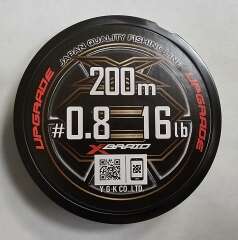 JAPAN QUALITY FISHING LINE
UPGRADE
UPGRADE
200m
#0.8 16lb
X BRAID
Y·G·K CO.,LTD.